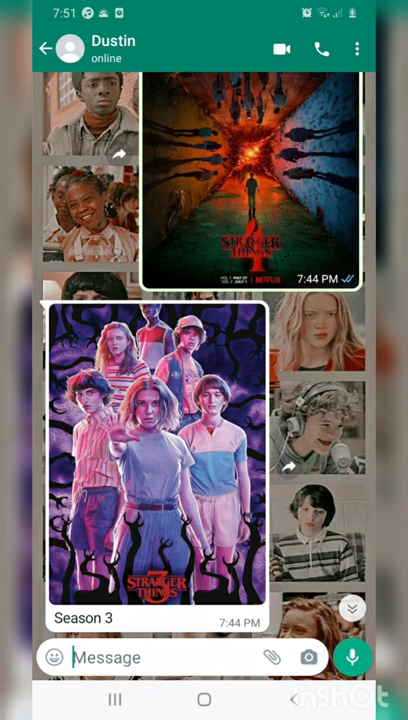 7:51
Dustin
online
STRANGER
THINGS
4
VOL 1 MAY 27
VOL 2 JULY 1
NETFLIX
7:44 PM
STRANGER
3
THINGS
Season 3
7:44 PM
Message
InShOt